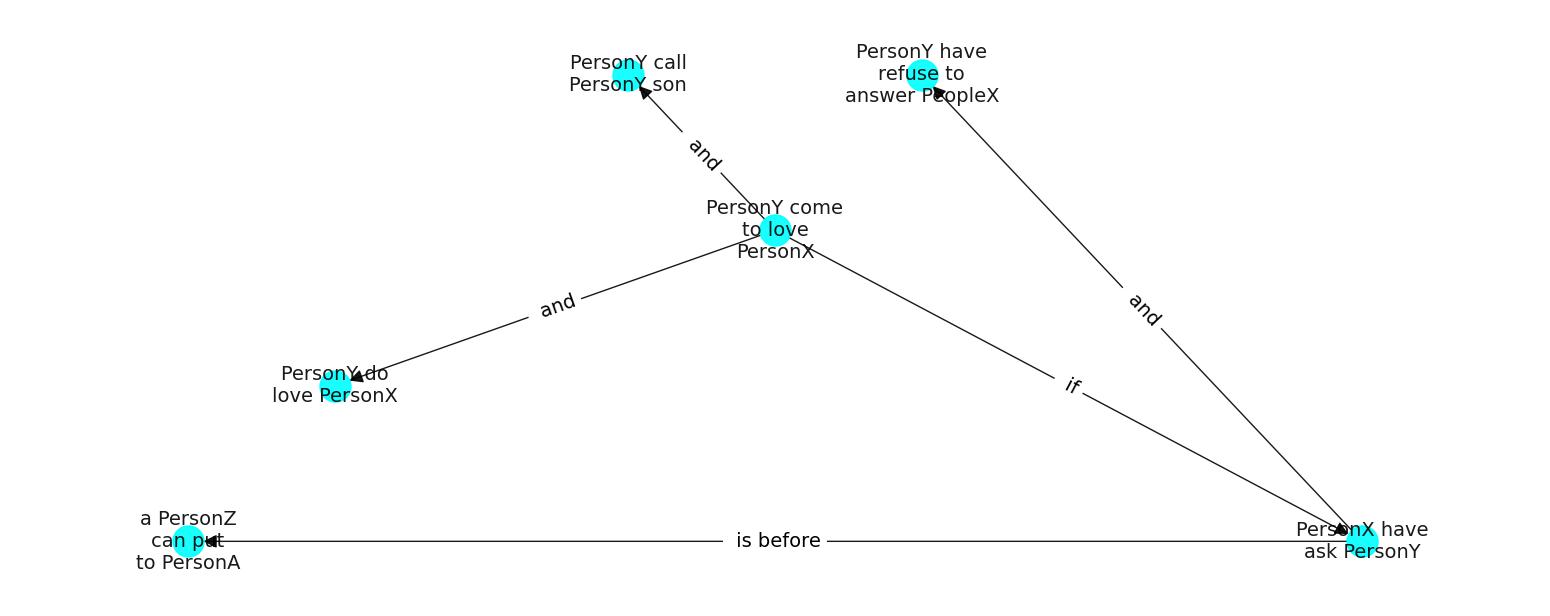 PersonY call
PersonY son
PersonY have
refuse to
answer PeopleX
and
PersonY come
to love
PersonX
and
and
PersonY do
love PersonX
if
a PersonZ
can put
to PersonA
is before
PersonX have
ask PersonY